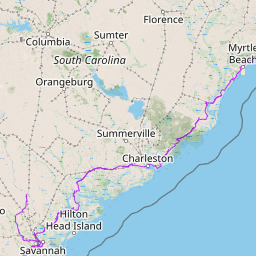 Florence
Myrtle
Beach
Columbia
Sumter
South Carolina
Orangeburg
Summerville
Charleston
Hilton
Head Island
Savannah